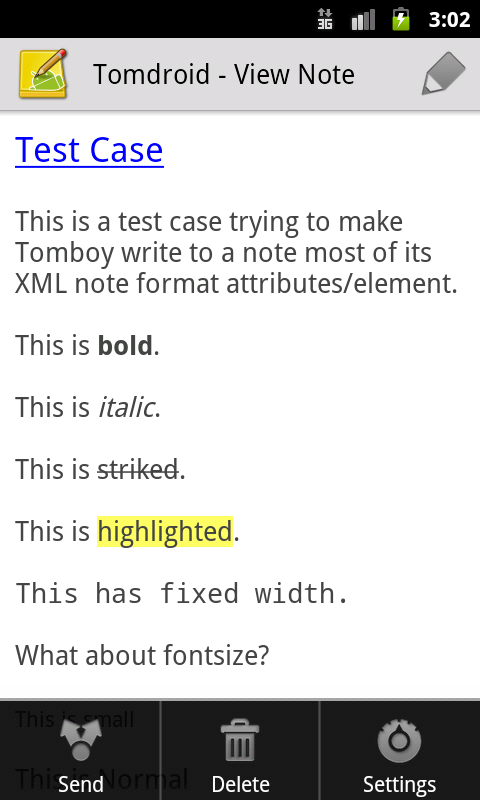 3G 3:02
Tomdroid - View Note
Test Case
This is a test case trying to make
Tomboy write to a note most of its
XML note format attributes/element.
This is bold.
This is italic.
This is striked.
This is highlighted.
This has fixed width.
What about fontsize?
This is small
This is Normal
Send Delete Settings